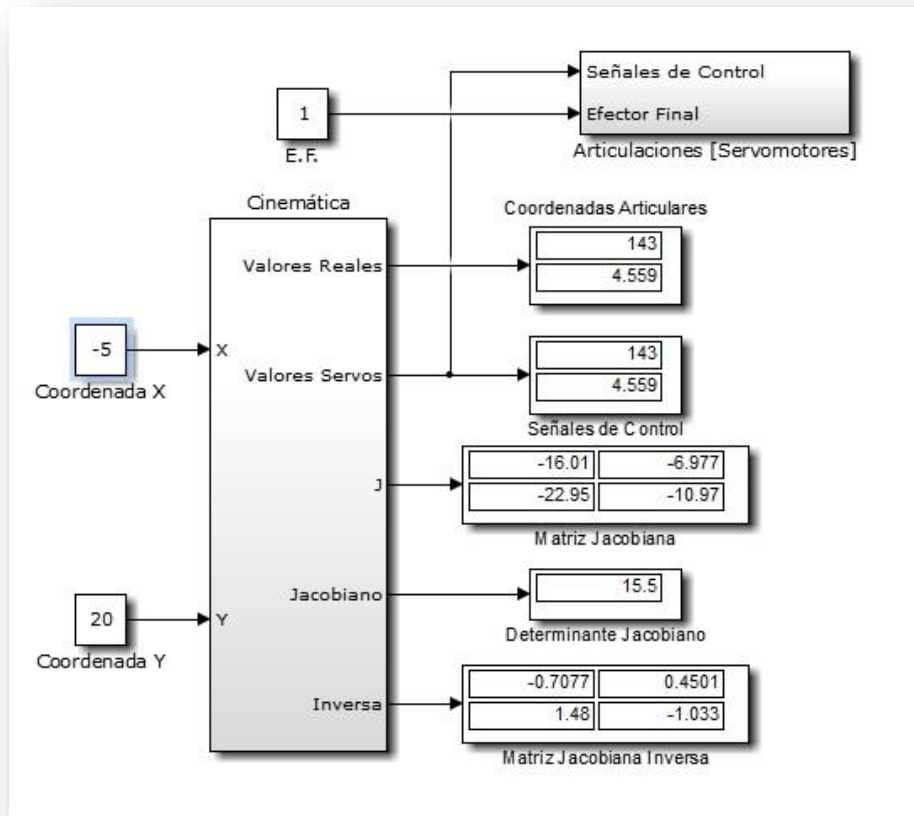 Señales de Control
Efector Final
Articulaciones [Servomotores]
1
E.F.
Cinemática
Valores Reales
Valores Servos
J
Jacobiano
Inversa
X
Y
-5
Coordenada X
20
Coordenada Y
Coordenadas Articulares
143
4.559
143
4.559
Señales de Control
-16.01 -6.977
-22.95 -10.97
Matriz Jacobiana
15.5
Determinante Jacobiano
-0.7077 0.4501
1.48 -1.033
Matriz Jacobiana Inversa